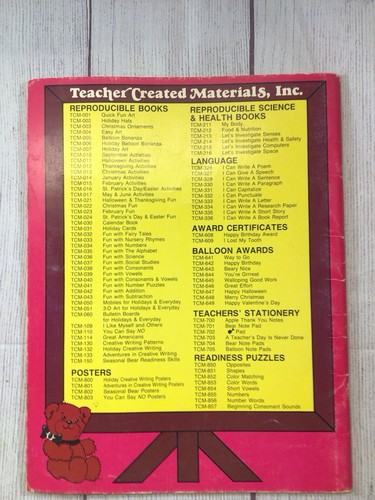 Teacher Created Materials, Inc.
REPRODUCIBLE BOOKS
TCM-001 Quick Fun Art
TCM-002 Holiday Hats
TCM-003 Christmas Ornaments
TCM-004 Easy Art
TCM-005 Balloon Bonanza
TCM-006 Holiday Balloon Bonanza
TCM-007 Holiday Art
TCM-010 September Activities
TCM-011 Halloween Activities
TCM-012 Thanksgiving Activities
TCM-013 Christmas Activities
TCM-014 January Activities
TCM-015 February Activities
TCM-016 St. Patrick's Day/Easter Activities
TCM-017 May & June Activities
TCM-021 Halloween & Thanksgiving Fun
TCM-022 Christmas Fun
TCM-023 February Fun
TCM-024 St. Patrick's Day & Easter Fun
TCM-030 Calendar Book
TCM-031 Holiday Cards
TCM-032 Fun with Fairy Tales
TCM-033 Fun with Nursery Rhymes
TCM-034 Fun with Numbers
TCM-035 Fun with The Alphabet
TCM-036 Fun with Science
TCM-037 Fun with Social Studies
TCM-038 Fun with Consonants
TCM-039 Fun with Vowels
TCM-040 Fun with Consonants & Vowels
TCM-041 Fun with Number Puzzles
TCM-042 Fun with Addition
TCM-043 Fun with Subtraction
TCM-050 Mobiles for Holidays & Everyday
TCM-051 3-D Art for Holidays & Everyday
TCM-060 Bulletin Boards
for Holidays & Everyday
TCM-109 I Like Myself and Others
TCM-110 You Can Say NO
TCM-114 Great Americans
TCM-130 Creative Writing Patterns
TCM-132 Holiday Creative Writing
TCM-133 Adventures in Creative Writing
TCM-150 Seasonal Bear Readiness Skills
POSTERS
TCM-800 Holiday Creative Writing Posters
TCM-801 Adventures in Creative Writing Posters
TCM-802 Seasonal Bear Posters
TCM-803 You Can Say NO Posters
REPRODUCIBLE SCIENCE
& HEALTH BOOKS
TCM-211 My Body
TCM-212 Food & Nutrition
TCM-213 Let's Investigate Senses
TCM-214 Let's Investigate Health & Safety
TCM-215 Let's Investigate Computers
TCM-216 Let's Investigate Space
LANGUAGE
I Can Write A Poem
TCM-327 I Can Give A Speech
I Can Write A Sentence
TCM-330 I Can Write A Paragraph
TCM-331 I Can Capitalize
TCM-332 I Can Punctuate
TCM-333 I Can Write A Letter
TCM-334 I Can Write A Research Paper
TCM-335 I Can Write A Short Story
TCM-336 I Can Write A Book Report
AWARD CERTIFICATES
TCM-608 Happy Birthday Award
TCM-609 I Lost My Tooth
BALLOON AWARDS
TCM-641 Way to Go
TCM-642 Happy Birthday
TCM-643 Beary Nice
TCM-644 You're Grrreat
TCM-645 Walloping Good Work
TCM-646 Great Effort
TCM-647 Happy Halloween
TCM-648 Merry Christmas
TCM-649 Happy Valentine's Day
TEACHERS' STATIONERY
TCM-700 Apple Thank You Notes
TCM-701 Bear Note Pad
TCM-702 Pad
TCM-703 A Teacher's Day Is Never Done
TCM-704 Bear Note Pads
TCM-705 Balloon Note Pads
READINESS PUZZLES
TCM-850 Opposites
TCM-851 Shapes
TCM-852 Color Matching
TCM-853 Color Words
TCM-854 Short Vowels
TCM-855 Numbers
TCM-856 Number Words
TCM-857 Beginning Consonant Sounds